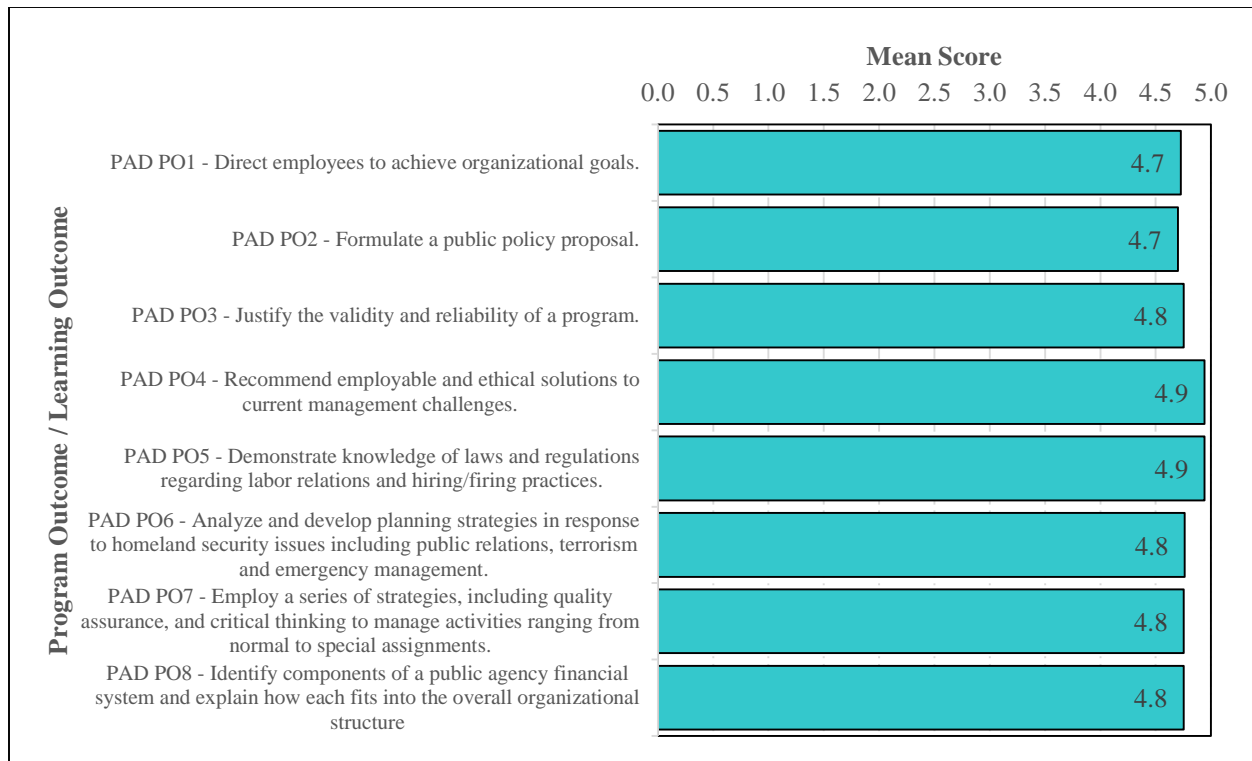 Mean Score
0.0 0.5 1.0 1.5 2.0 2.5 3.0 3.5 4.0 4.5 5.0
Program Outcome / Learning Outcome
PAD PO1 - Direct employees to achieve organizational goals.
4.7
PAD PO2 - Formulate a public policy proposal.
4.7
PAD PO3 - Justify the validity and reliability of a program.
4.8
PAD PO4 - Recommend employable and ethical solutions to
current management challenges.
4.9
PAD PO5 - Demonstrate knowledge of laws and regulations
regarding labor relations and hiring/firing practices.
4.9
PAD PO6 - Analyze and develop planning strategies in response
to homeland security issues including public relations, terrorism
and emergency management.
4.8
PAD PO7 - Employ a series of strategies, including quality
assurance, and critical thinking to manage activities ranging from
normal to special assignments.
4.8
PAD PO8 - Identify components of a public agency financial
system and explain how each fits into the overall organizational
structure
4.8